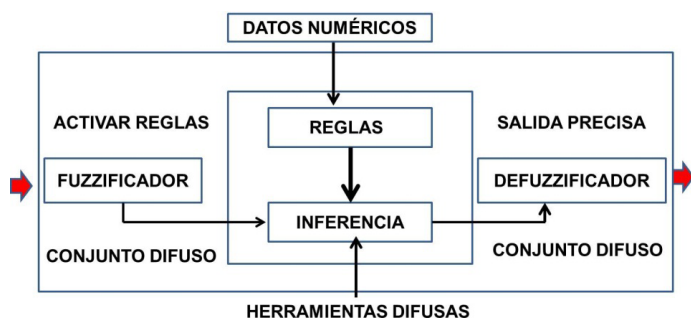 DATOS NUMÉRICOS
ACTIVAR REGLAS
REGLAS
SALIDA PRECISA
FUZZIFICADOR
DEFUZZIFICADOR
INFERENCIA
CONJUNTO DIFUSO
CONJUNTO DIFUSO
HERRAMIENTAS DIFUSAS